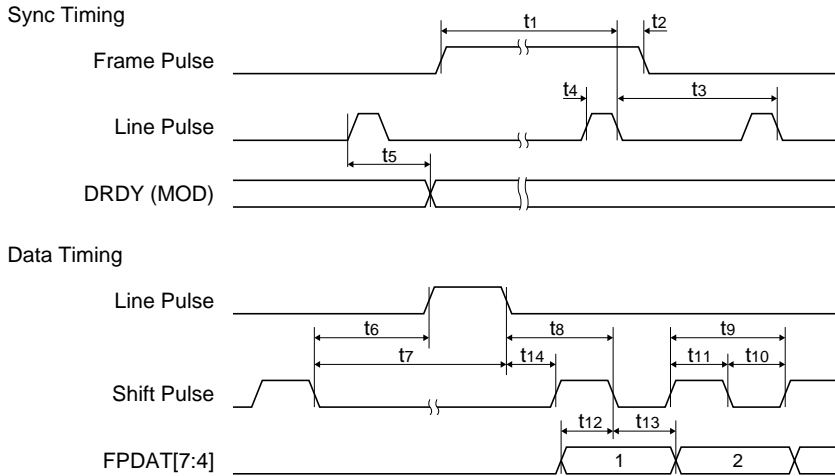 Sync Timing
t1 t2
Frame Pulse
t4 t3
Line Pulse
t5
DRDY (MOD)
Data Timing
Line Pulse
t6 t8 t9
t7 t14 t11 t10
Shift Pulse
t12 t13
FPDAT[7:4] 1 2